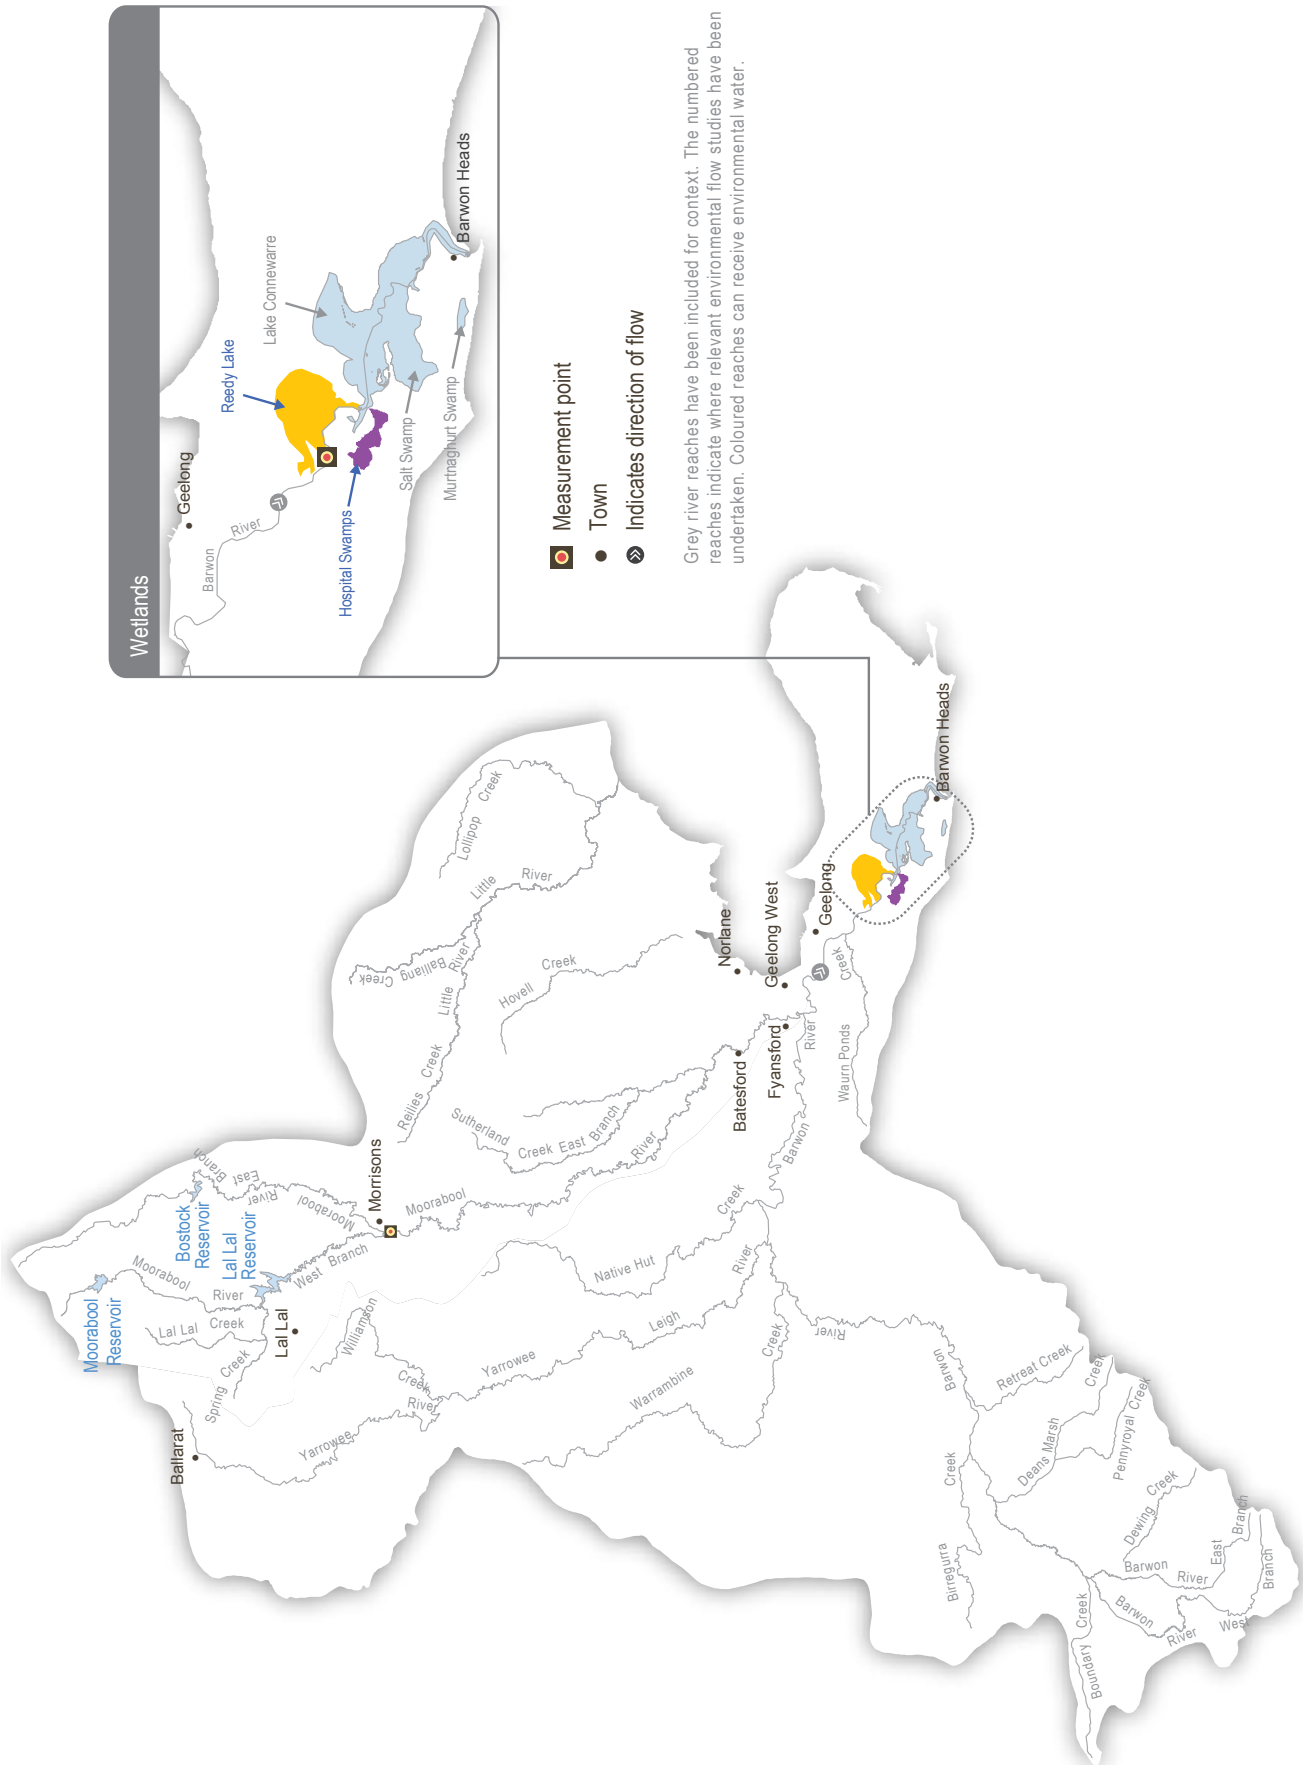 Wetlands
Geelong
Barwon
River
Reedy Lake
Lake Connewarre
Hospital Swamps
Salt Swamp
Murtnaghurt Swamp
Barwon Heads
Measurement point
Town
Indicates direction of flow
Grey river reaches have been included for context. The numbered
reaches indicate where relevant environmental flow studies have been
undertaken. Coloured reaches can receive environmental water.
Moorabool
Reservoir
Bostock
Reservoir
Lal Lal
Reservoir
Moorabool
River
West Branch
Moorabool
River
East
Branch
Lal Lal Creek
Lal Lal
Spring Creek
Ballarat
Yarrowee
River
Williamson
Creek
Yarrowee
Leigh
River
Morrisons
Moorabool
River
Reilies Creek
Little
River
Balliang
Creek
Little
River
Lollipop Creek
Hovell
Creek
Sutherland
Creek East Branch
Native Hut
Creek
Warrambine
Creek
Norlane
Geelong West
Geelong
Batesford
Fyansford
Barwon
River
Waurn Ponds
Creek
Barwon Heads
River
Barwon
Retreat Creek
Deans Marsh
Creek
Pennyroyal Creek
Birregurra
Creek
Dewing
Creek
Barwon
River
East
Branch
Barwon
River
West
Branch
Boundary Creek